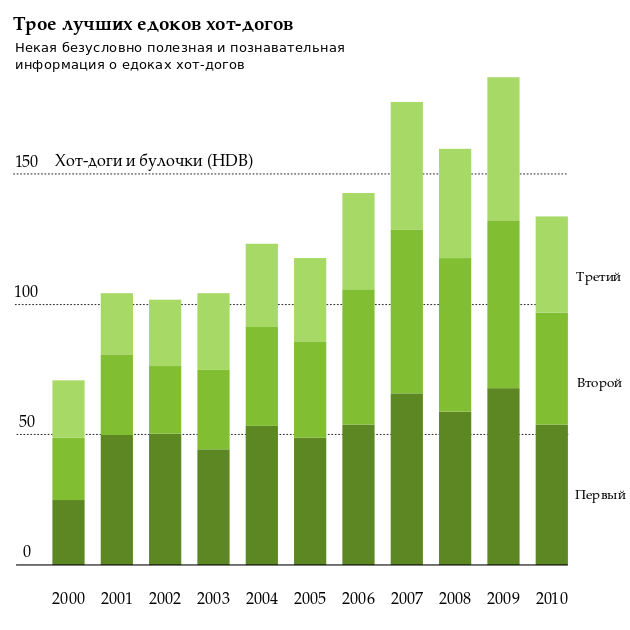 Трое лучших едоков хот-догов
Некая безусловно полезная и познавательная
информация о едоках хот-догов
150 Хот-доги и булочки (HDB)
Третий
100
Второй
50
Первый
0
2000 2001 2002 2003 2004 2005 2006 2007 2008 2009 2010